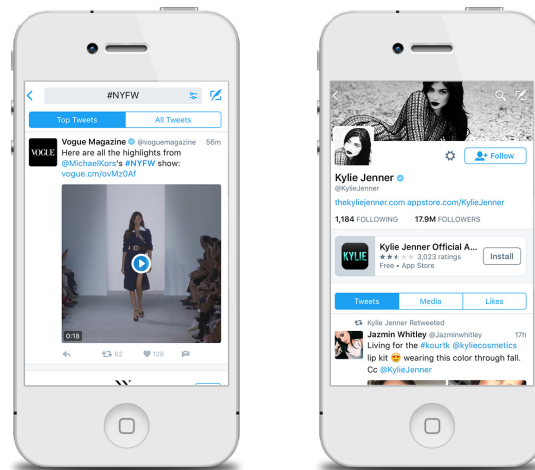 #NYFW
Top Tweets All Tweets
VOGUE
Vogue Magazine @voguemagazine 56m
Here are all the highlights from
@MichaelKors's #NYFW show:
vogue.cm/ovMz0Af
0:18
62 128
Follow
Kylie Jenner
@KylieJenner
thekyliejenner.com appstore.com/KylieJenner
1,184 FOLLOWING 17.9M FOLLOWERS
KYLIE
Kylie Jenner Official A...
3,023 ratings
Free • App Store
Install
Tweets Media Likes
Kylie Jenner Retweeted
Jazmin Whitley @Jazminwhitley 17h
Living for the #kourtk @kyliecosmetics
lip kit 😍 wearing this color through fall.
Cc @KylieJenner